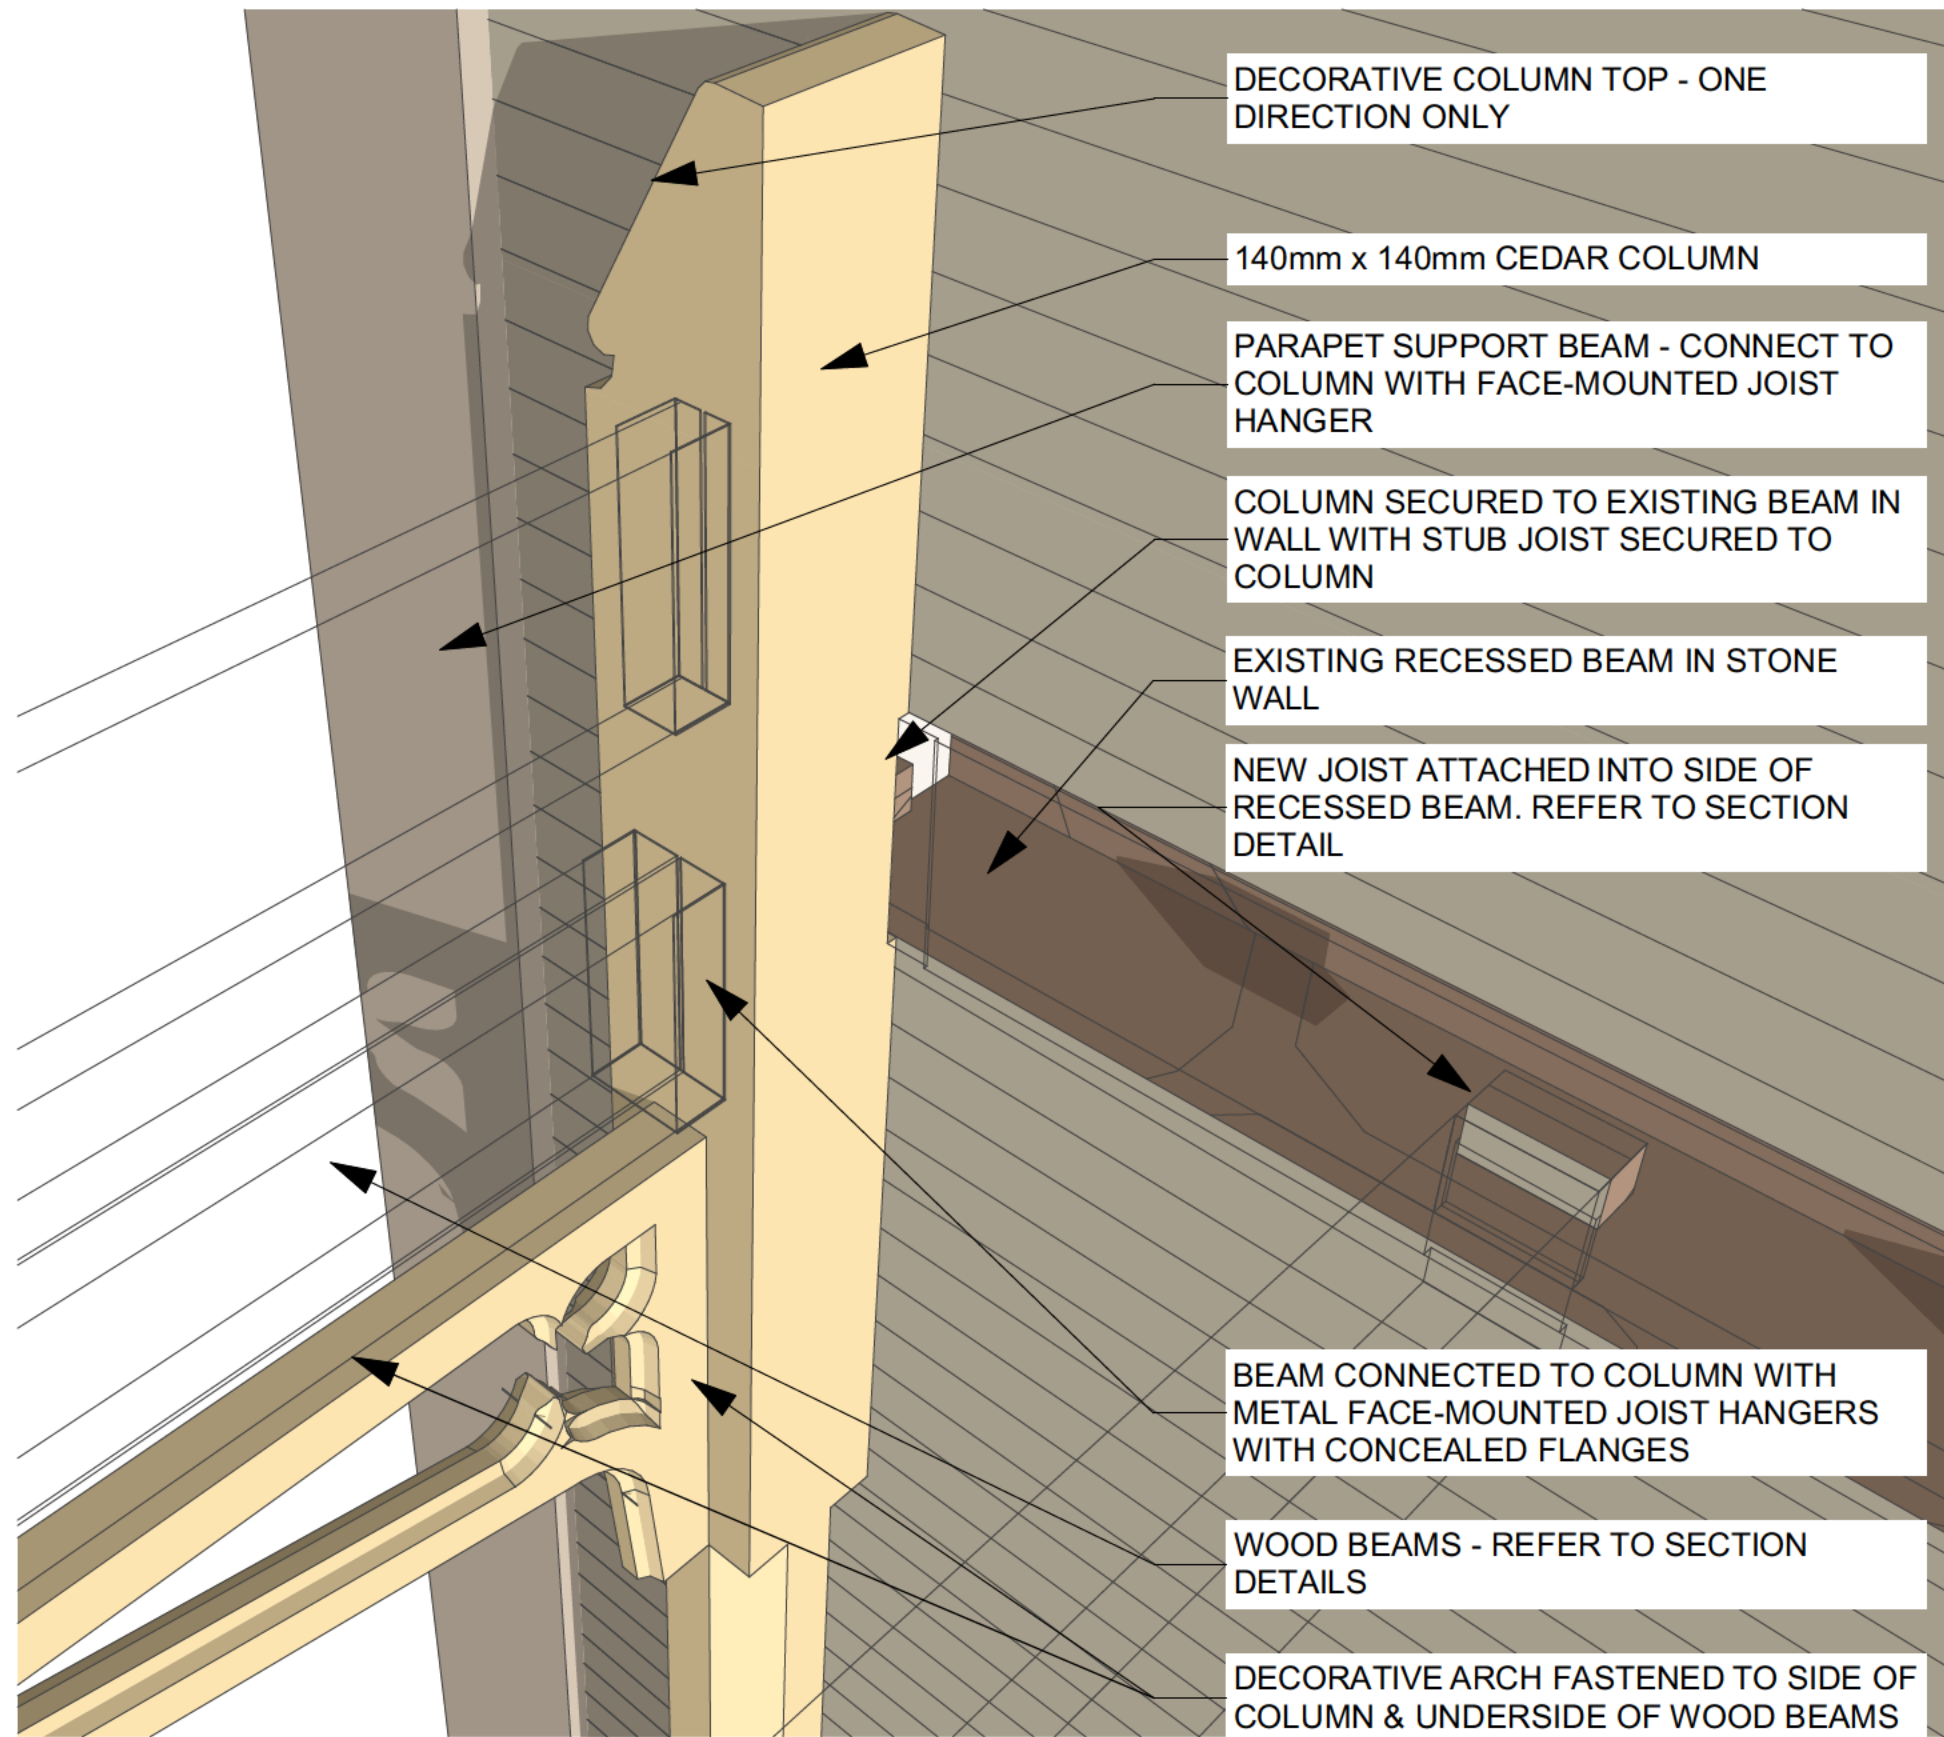 DECORATIVE COLUMN TOP - ONE
DIRECTION ONLY
140mm x 140mm CEDAR COLUMN
PARAPET SUPPORT BEAM - CONNECT TO
COLUMN WITH FACE-MOUNTED JOIST
HANGER
COLUMN SECURED TO EXISTING BEAM IN
WALL WITH STUB JOIST SECURED TO
COLUMN
EXISTING RECESSED BEAM IN STONE
WALL
NEW JOIST ATTACHED INTO SIDE OF
RECESSED BEAM. REFER TO SECTION
DETAIL
BEAM CONNECTED TO COLUMN WITH
METAL FACE-MOUNTED JOIST HANGERS
WITH CONCEALED FLANGES
WOOD BEAMS - REFER TO SECTION
DETAILS
DECORATIVE ARCH FASTENED TO SIDE OF
COLUMN & UNDERSIDE OF WOOD BEAMS